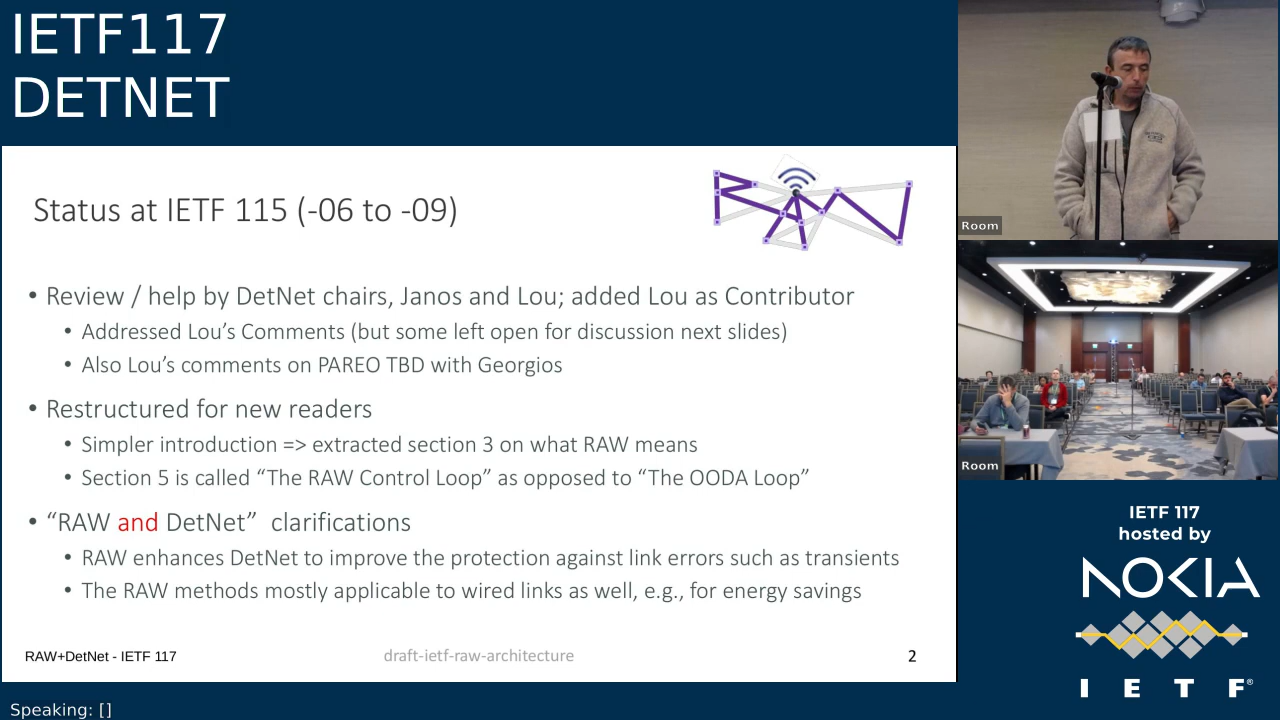 IETF117
DETNET
Status at IETF 115 (-06 to -09)
• Review / help by DetNet chairs, Janos and Lou; added Lou as Contributor
• Addressed Lou’s Comments (but some left open for discussion next slides)
• Also Lou’s comments on PAREO TBD with Georgios
• Restructured for new readers
• Simpler introduction => extracted section 3 on what RAW means
• Section 5 is called “The RAW Control Loop” as opposed to “The OODA Loop”
• “RAW and DetNet”  clarifications
• RAW enhances DetNet to improve the protection against link errors such as transients
• The RAW methods mostly applicable to wired links as well, e.g., for energy savings
RAW+DetNet - IETF 117
draft-ietf-raw-architecture
2
Speaking: []
Room
Room
IETF 117
hosted by
NOKIA
I E T F®